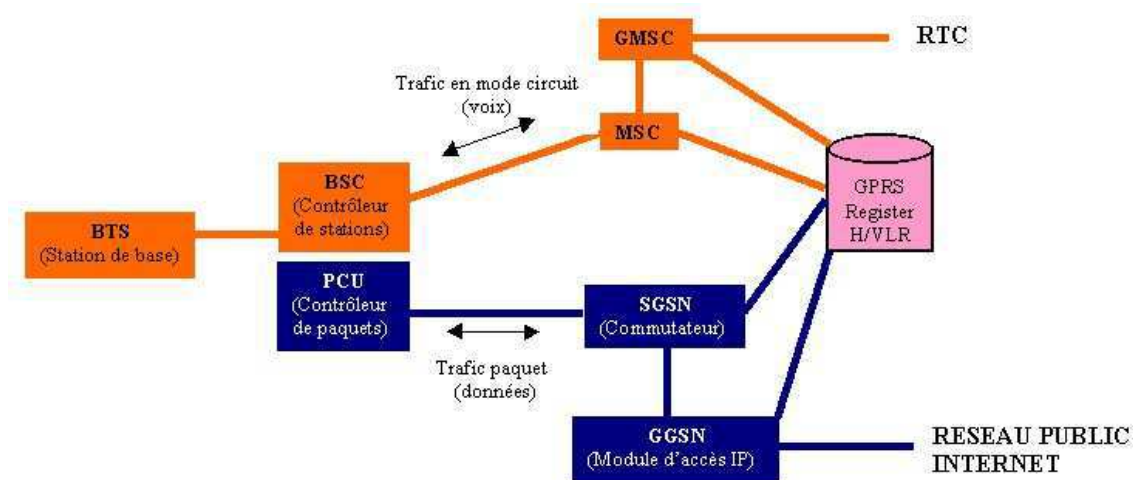 GMSC
RTC
Trafic en mode circuit
(voix)
MSC
BSC
(Contrôleur
de stations)
GPRS
Register
H/VLR
BTS
(Station de base)
PCU
(Contrôleur
de paquets)
SGSN
(Commutateur)
Trafic paquet
(données)
GGSN
(Module d'accès IP)
RESEAU PUBLIC
INTERNET